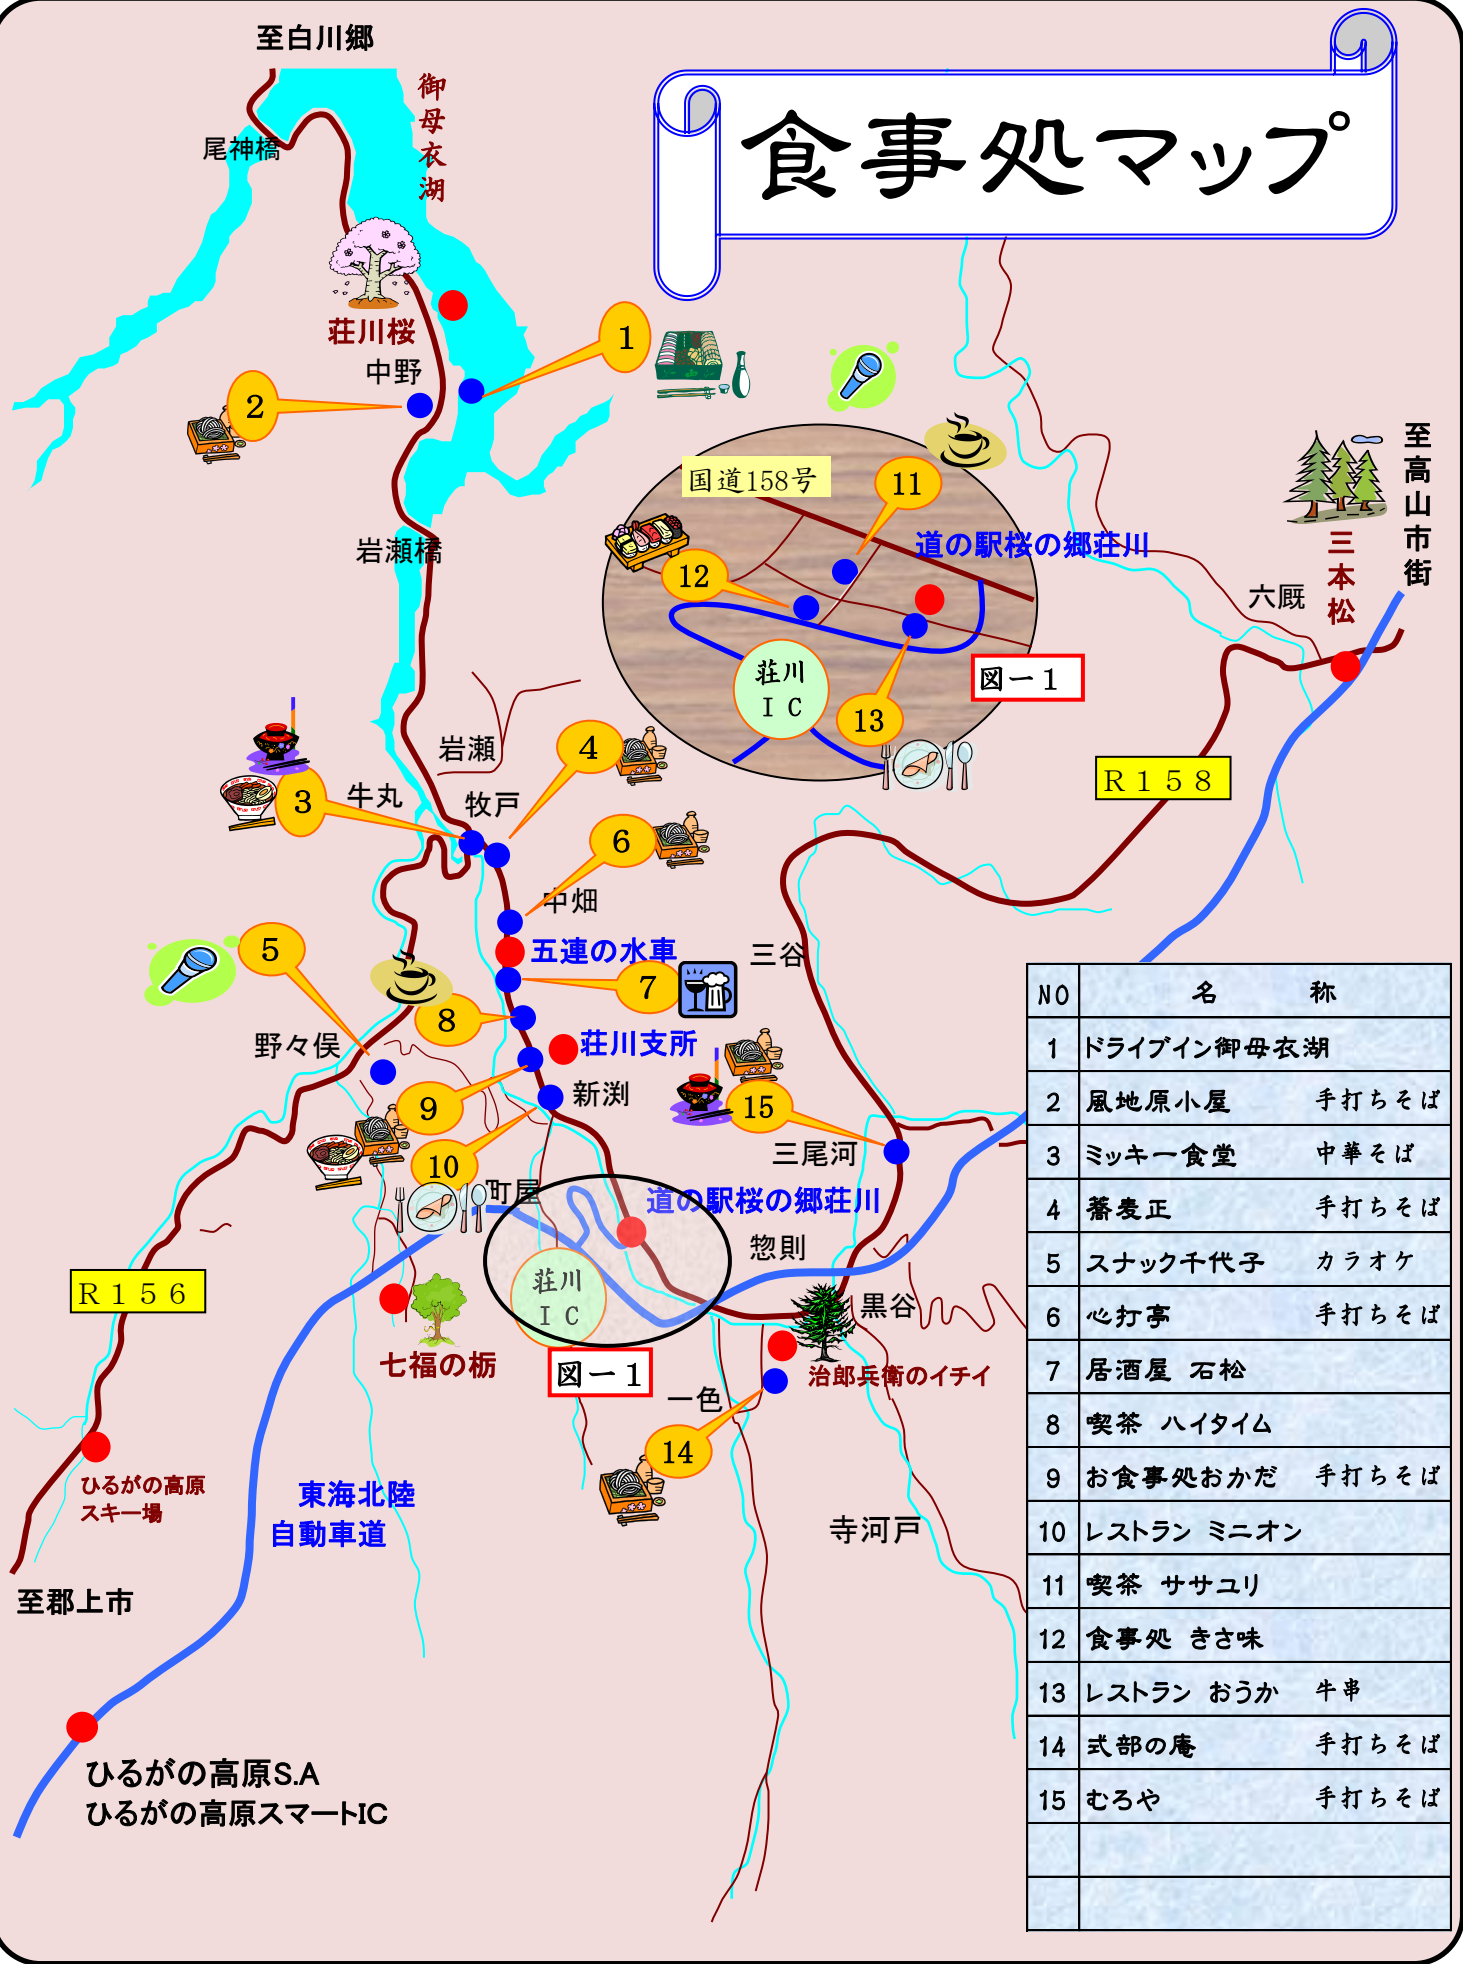 至白川郷
御母衣湖
食事処マップ
尾神橋
荘川桜
中野
1
2
国道158号
11
道の駅桜の郷荘川
12
荘川
ＩＣ
13
図ー１
至高山市街
三本松
六厩
岩瀬橋
岩瀬
4
3
牛丸
牧戸
6
中畑
R１５８
五連の水車
三谷
5
7
8
野々俣
荘川支所
9
新渕
15
10
三尾河
町屋
道の駅桜の郷荘川
惣則
R１５６
荘川
ＩＣ
黒谷
七福の栃
図ー１
治郎兵衛のイチイ
一色
14
ひるがの高原
スキー場
東海北陸
自動車道
寺河戸
至郡上市
ひるがの高原S.A
ひるがの高原スマートIC
NO 名 称
1 ドライブイン御母衣湖
2 風地原小屋 手打ちそば
3 ミッキー食堂 中華そば
4 蕎麦正 手打ちそば
5 スナック千代子 カラオケ
6 心打亭 手打ちそば
7 居酒屋 石松
8 喫茶 ハイタイム
9 お食事処おかだ 手打ちそば
10 レストラン ミニオン
11 喫茶 ササユリ
12 食事処 きさ味
13 レストラン おうか 牛串
14 式部の庵 手打ちそば
15 むろや 手打ちそば